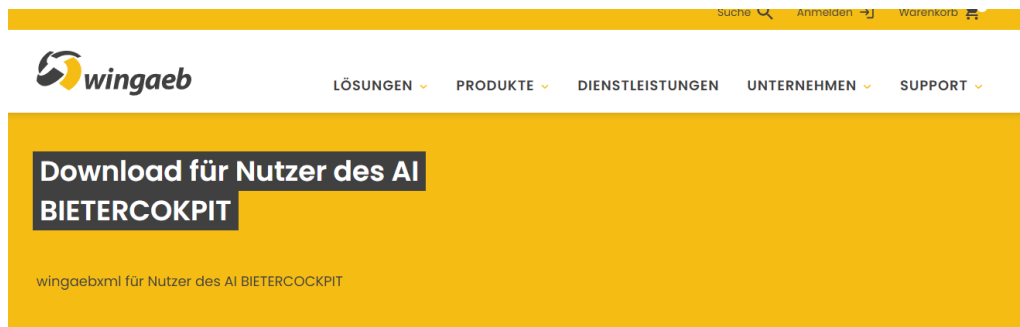 Suche Anmelden Warenkorb
wingaeb
LÖSUNGEN PRODUKTE DIENSTLEISTUNGEN UNTERNEHMEN SUPPORT
Download für Nutzer des AI
BIETERCOKPIT
wingaebxml für Nutzer des AI BIETERCOCKPIT